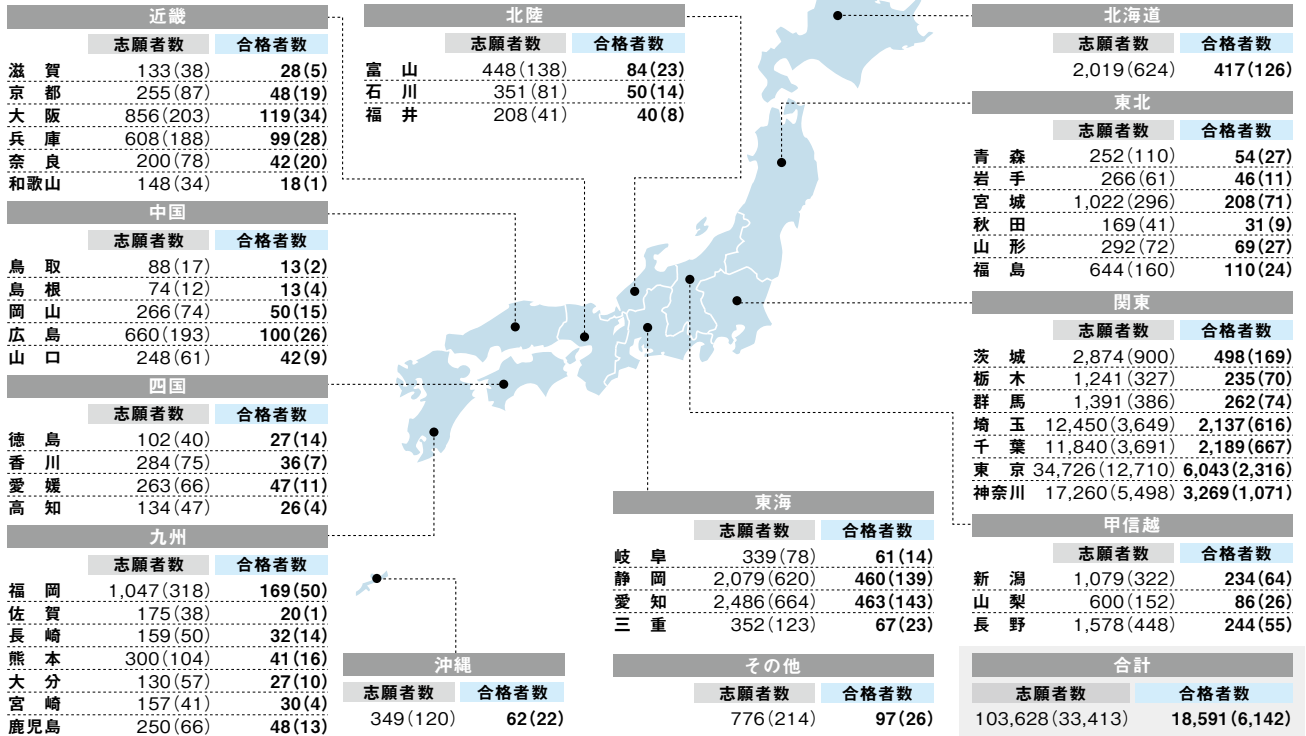 近畿
志願者数 合格者数
滋賀 133(38) 28(5)
京都 255(87) 48(19)
大阪 856(203) 119(34)
兵庫 608(188) 99(28)
奈良 200(78) 42(20)
和歌山 148(34) 18(1)
中国
志願者数 合格者数
鳥取 88(17) 13(2)
島根 74(12) 13(4)
岡山 266(74) 50(15)
広島 660(193) 100(26)
山口 248(61) 42(9)
四国
志願者数 合格者数
徳島 102(40) 27(14)
香川 284(75) 36(7)
愛媛 263(66) 47(11)
高知 134(47) 26(4)
九州
志願者数 合格者数
福岡 1,047(318) 169(50)
佐賀 175(38) 20(1)
長崎 159(50) 32(14)
熊本 300(104) 41(16)
大分 130(57) 27(10)
宮崎 157(41) 30(4)
鹿児島 250(66) 48(13)
北陸
志願者数 合格者数
富山 448(138) 84(23)
石川 351(81) 50(14)
福井 208(41) 40(8)
沖縄
志願者数 合格者数
349(120) 62(22)
東海
志願者数 合格者数
岐阜 339(78) 61(14)
静岡 2,079(620) 460(139)
愛知 2,486(664) 463(143)
三重 352(123) 67(23)
その他
志願者数 合格者数
776(214) 97(26)
北海道
志願者数 合格者数
2,019(624) 417(126)
東北
志願者数 合格者数
青森 252(110) 54(27)
岩手 266(61) 46(11)
宮城 1,022(296) 208(71)
秋田 169(41) 31(9)
山形 292(72) 69(27)
福島 644(160) 110(24)
関東
志願者数 合格者数
茨城 2,874(900) 498(169)
栃木 1,241(327) 235(70)
群馬 1,391(386) 262(74)
埼玉 12,450(3,649) 2,137(616)
千葉 11,840(3,691) 2,189(667)
東京 34,726(12,710) 6,043(2,316)
神奈川 17,260(5,498) 3,269(1,071)
甲信越
志願者数 合格者数
新潟 1,079(322) 234(64)
山梨 600(152) 86(26)
長野 1,578(448) 244(55)
合計
志願者数 合格者数
103,628(33,413) 18,591(6,142)